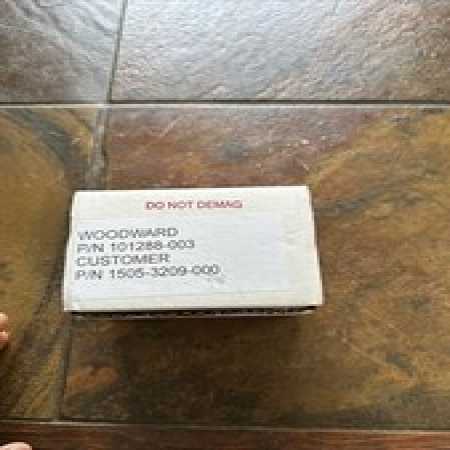 DO NOT DEMAG
WOODWARD
P/N 101288-003
CUSTOMER
P/N 1505-3209-000